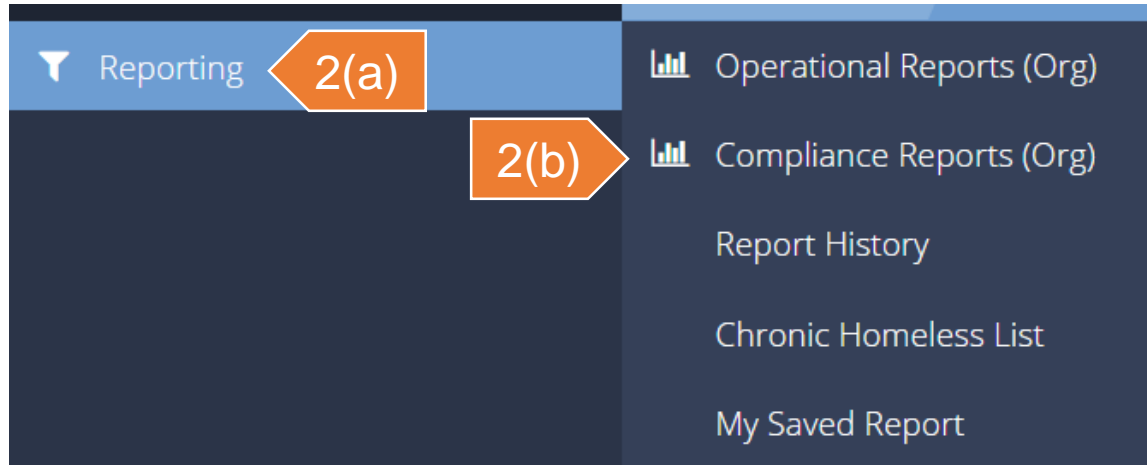 Reporting
2(a)
Operational Reports (Org)
2(b)
Compliance Reports (Org)
Report History
Chronic Homeless List
My Saved Report